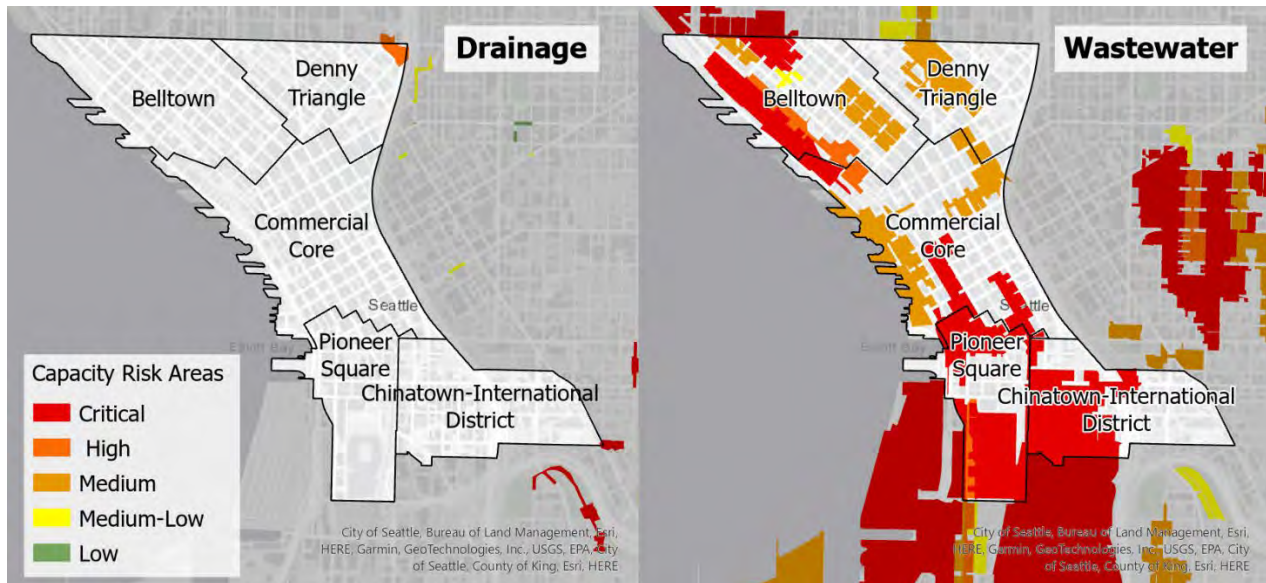 Drainage
Denny
Triangle
Belltown
Commercial
Core
Seattle
Elliott Bay
Pioneer
Square
Chinatown-International
District
Capacity Risk Areas
Critical
High
Medium
Medium-Low
Low
City of Seattle, Bureau of Land Management, Esri,
HERE, Garmin, GeoTechnologies, Inc., USGS, EPA, City
of Seattle, County of King, Esri, HERE
Wastewater
Denny
Triangle
Belltown
Commercial
Core
Seattle
Elliott Bay
Pioneer
Square
Chinatown-International
District
City of Seattle, Bureau of Land Management, Esri,
HERE, Garmin, GeoTechnologies, Inc., USGS, EPA, City
of Seattle, County of King, Esri, HERE